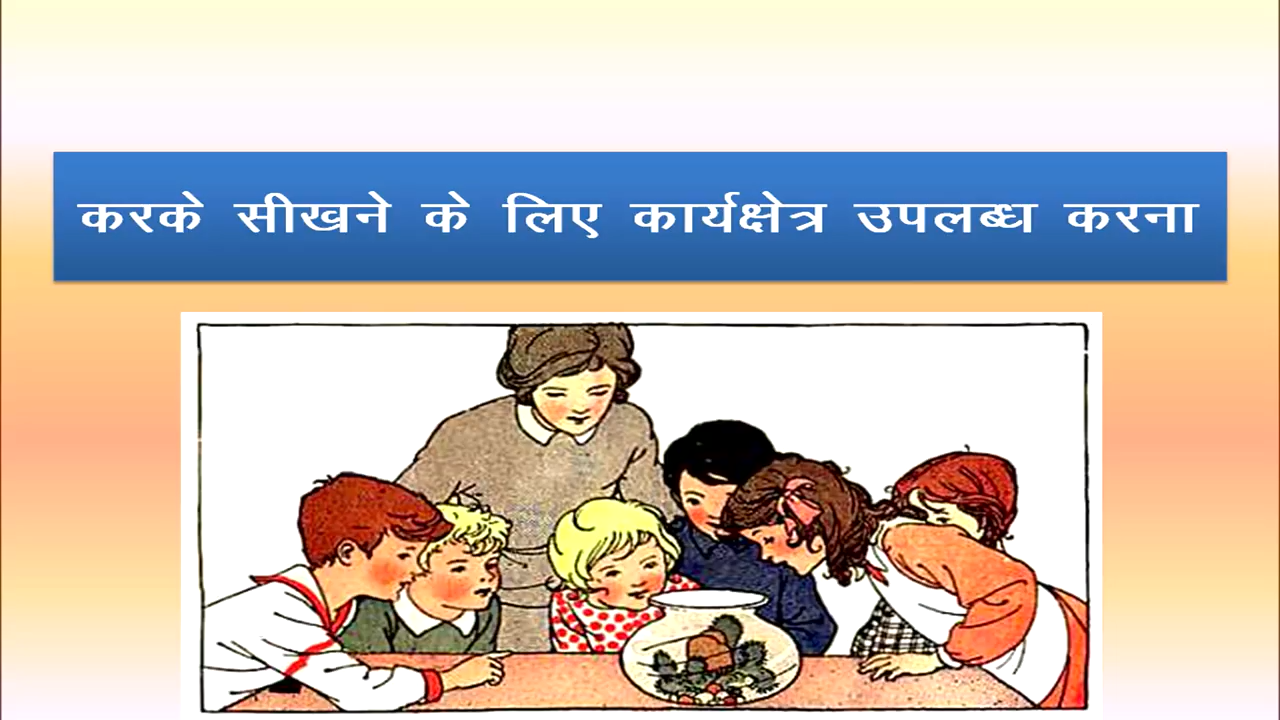 करके सीखने के लिए कार्यक्षेत्र उपलब्ध करना